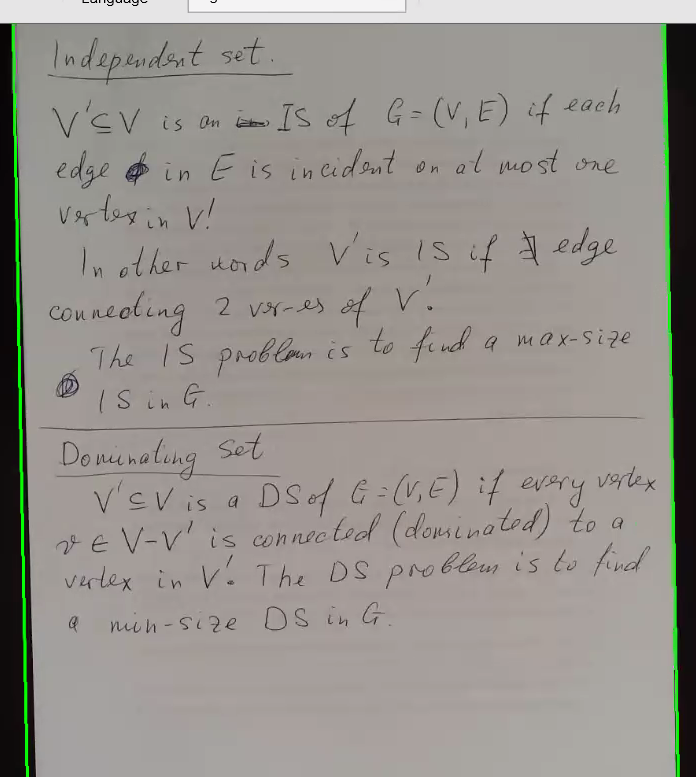 Language
Independent set.
V'⊆V is an IS of G=(V,E) if each
edge in E is incident on at most one
vertex in V'.
In other words V' is IS if ∄ edge
connecting 2 ver-es of V'.
The IS problem is to find a max-size
IS in G.
Dominating Set
V'⊆V is a DS of G=(V,E) if every vertex
v ∈ V-V' is connected (dominated) to a
vertex in V'. The DS problem is to find
a min-size DS in G.